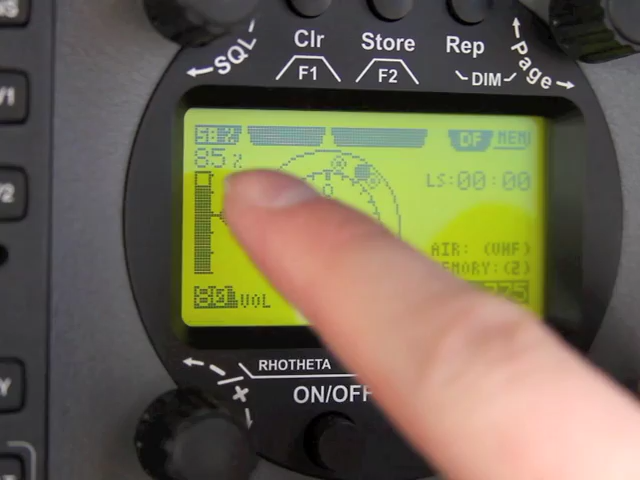 Clr Store Rep
SQL F1 F2 DIM Page
DF MENU
85%
LS:00:00
AIR: (VHF)
MEMORY:(2)
VOL
RHOTHETA
- +
ON/OFF